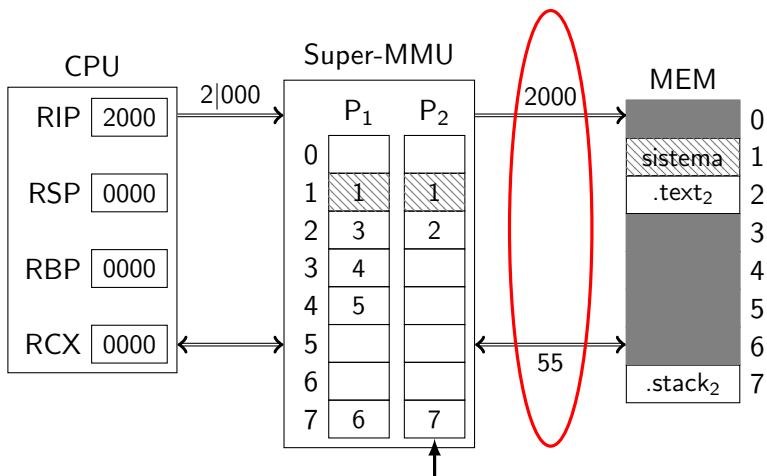 CPU
RIP 2000
RSP 0000
RBP 0000
RCX 0000
2|000
Super-MMU
P₁ P₂
0
1 1 1
2 3 2
3 4
4 5
5
6
7 6 7
2000
55
MEM
0
sistema 1
.text₂ 2
3
4
5
6
.stack₂ 7